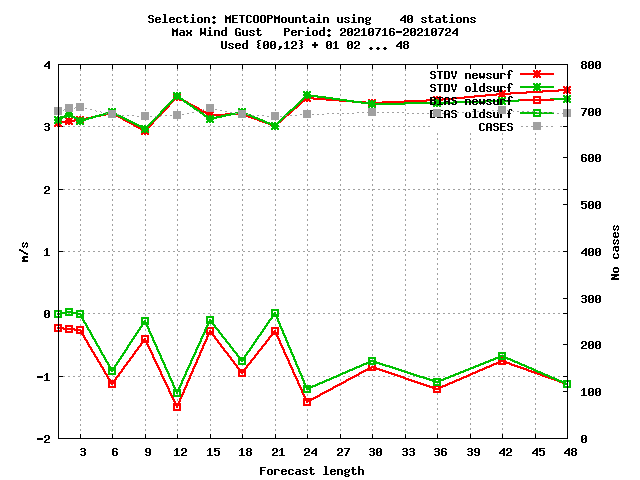 Selection: METCOOPMountain using    40 stations
Max Wind Gust   Period: 20210716-20210724
Used {00,12} + 01 02 ... 48
STDV newsurf
STDV oldsurf
BIAS newsurf
BIAS oldsurf
CASES
4
3
2
1
0
-1
-2
m/s
800
700
600
500
400
300
200
100
0
No cases
3 6 9 12 15 18 21 24 27 30 33 36 39 42 45 48
Forecast length